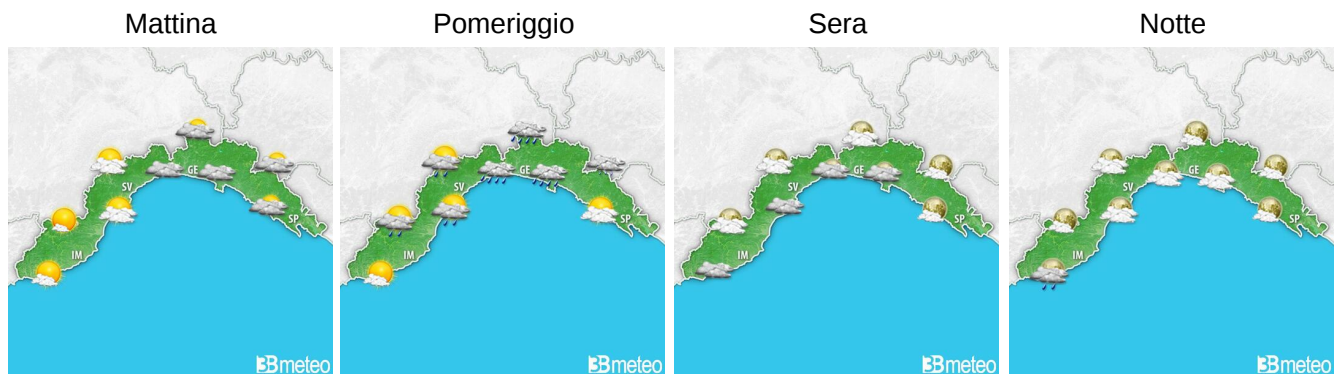 Mattina
Pomeriggio
Sera
Notte
GE
SV
SP
IM
3Bmeteo
GE
SV
SP
IM
3Bmeteo
GE
SV
SP
IM
3Bmeteo
GE
SV
SP
IM
3Bmeteo